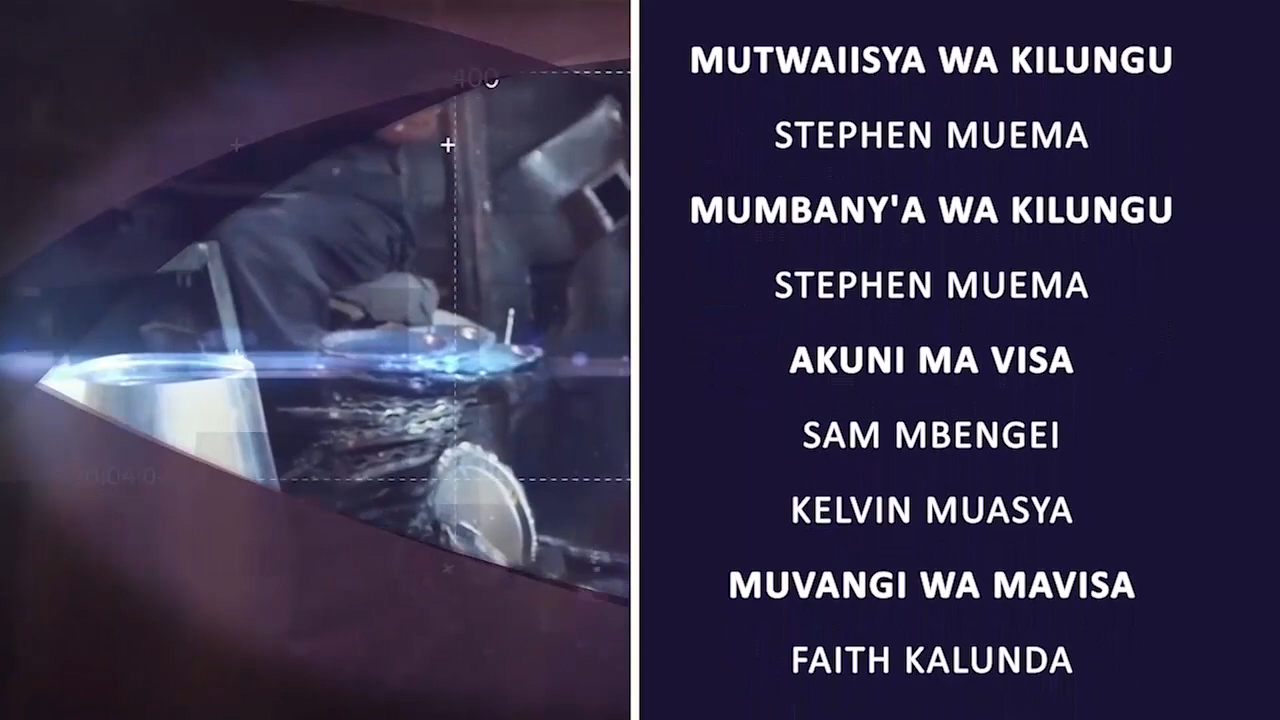 400
MUTWAIISYA WA KILUNGU
STEPHEN MUEMA
MUMBANY'A WA KILUNGU
STEPHEN MUEMA
AKUNI MA VISA
SAM MBENGEI
KELVIN MUASYA
MUVANGI WA MAVISA
FAITH KALUNDA